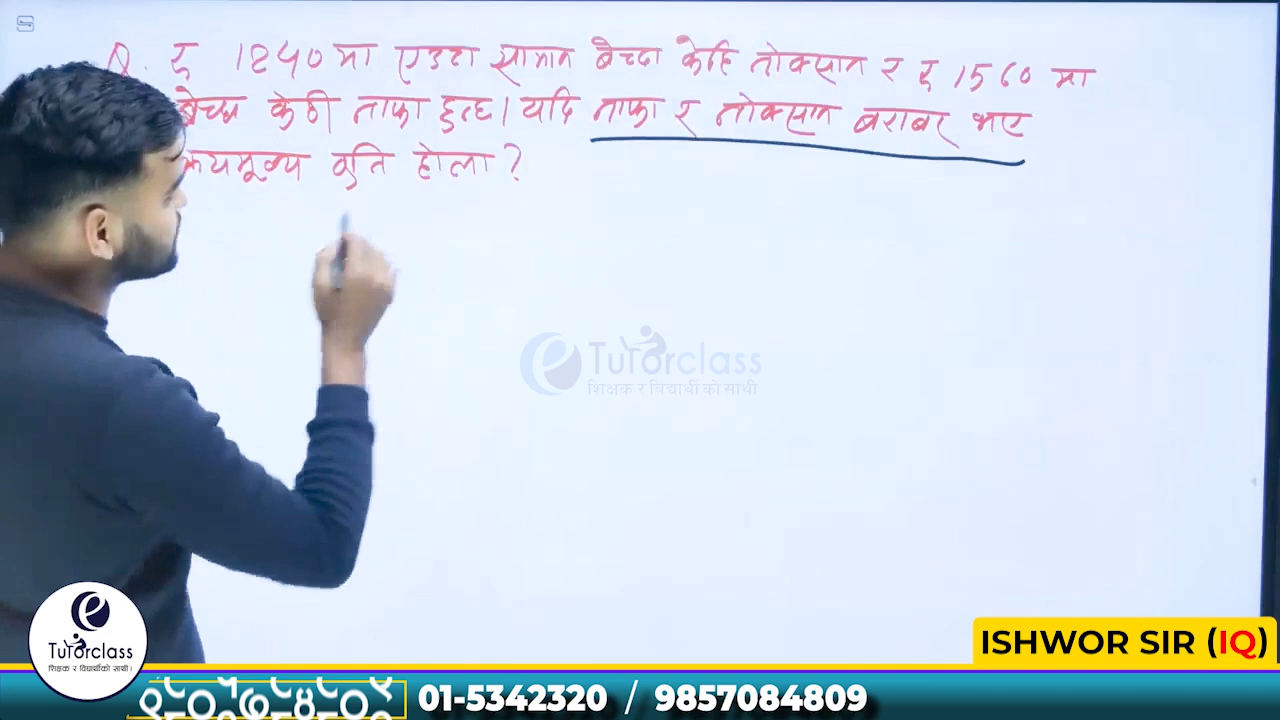 Q. रु 1240 मा एउटा सामान बेच्दा केहि नोक्सान र रु 1560 मा
बेच्दा केही नाफा हुन्छ। यदि नाफा र नोक्सान बराबर भए
क्रयमूल्य कति होला?
e TuTorclass
शिक्षक र विद्यार्थी को साथी
e
TuTorclass
शिक्षक र विद्यार्थीको साथी।
ISHWOR SIR (IQ)
01-5342320 / 9857084809